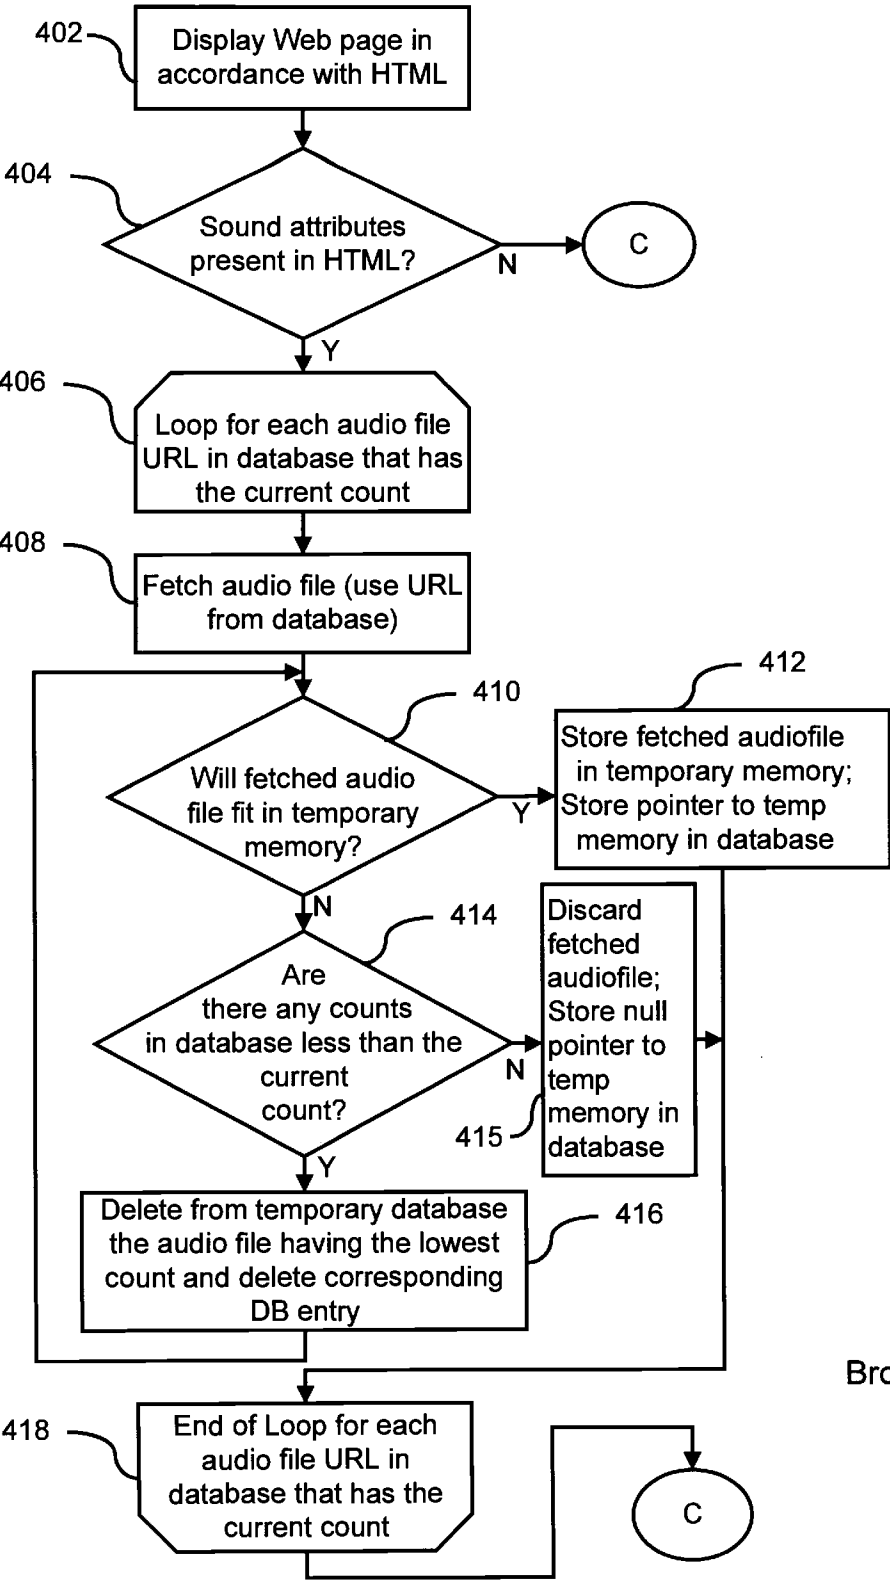 402
Display Web page in
accordance with HTML
404
Sound attributes
present in HTML?
N
C
Y
406
Loop for each audio file
URL in database that has
the current count
408
Fetch audio file (use URL
from database)
410
Will fetched audio
file fit in temporary
memory?
Y
412
Store fetched audiofile
in temporary memory;
Store pointer to temp
memory in database
N
414
Are
there any counts
in database less than the
current
count?
N
415
Discard
fetched
audiofile;
Store null
pointer to
temp
memory in
database
Y
Delete from temporary database
the audio file having the lowest
count and delete corresponding
DB entry
416
Bro
418
End of Loop for each
audio file URL in
database that has the
current count
C